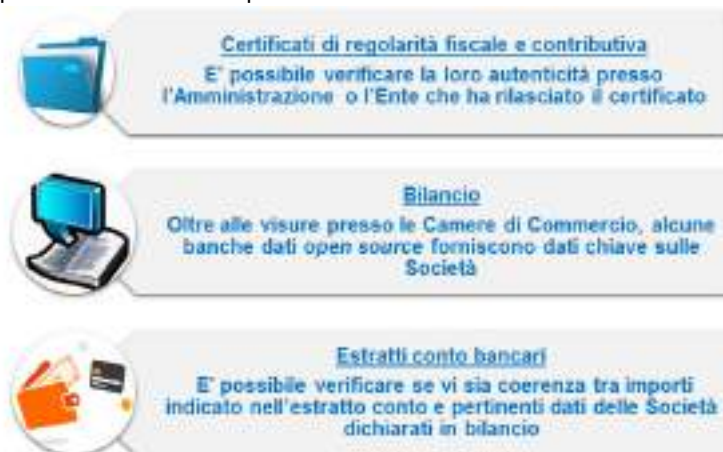 Certificati di regolarità fiscale e contributiva
E' possibile verificare la loro autenticità presso
l'Amministrazione o l'Ente che ha rilasciato il certificato
Bilancio
Oltre alle visure presso le Camere di Commercio, alcune
banche dati open source forniscono dati chiave sulle
Società
Estratti conto bancari
E' possibile verificare se vi sia coerenza tra importi
indicato nell'estratto conto e pertinenti dati delle Società
dichiarati in bilancio